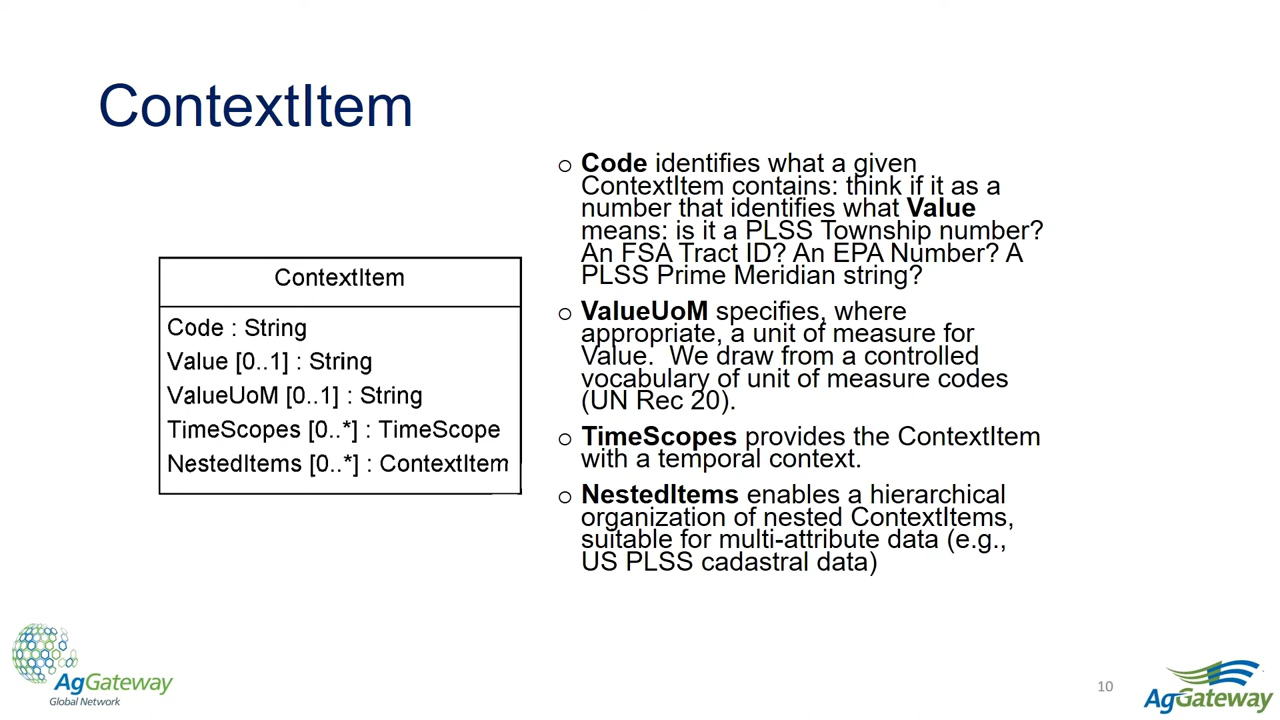 ContextItem
ContextItem
Code : String
Value [0..1] : String
ValueUoM [0..1] : String
TimeScopes [0..*] : TimeScope
NestedItems [0..*] : ContextItem
o Code identifies what a given
ContextItem contains: think if it as a
number that identifies what Value
means: is it a PLSS Township number?
An FSA Tract ID? An EPA Number? A
PLSS Prime Meridian string?
o ValueUoM specifies, where
appropriate, a unit of measure for
Value. We draw from a controlled
vocabulary of unit of measure codes
(UN Rec 20).
o TimeScopes provides the ContextItem
with a temporal context.
o NestedItems enables a hierarchical
organization of nested ContextItems,
suitable for multi-attribute data (e.g.,
US PLSS cadastral data)
AgGateway
Global Network
10
AgGateway